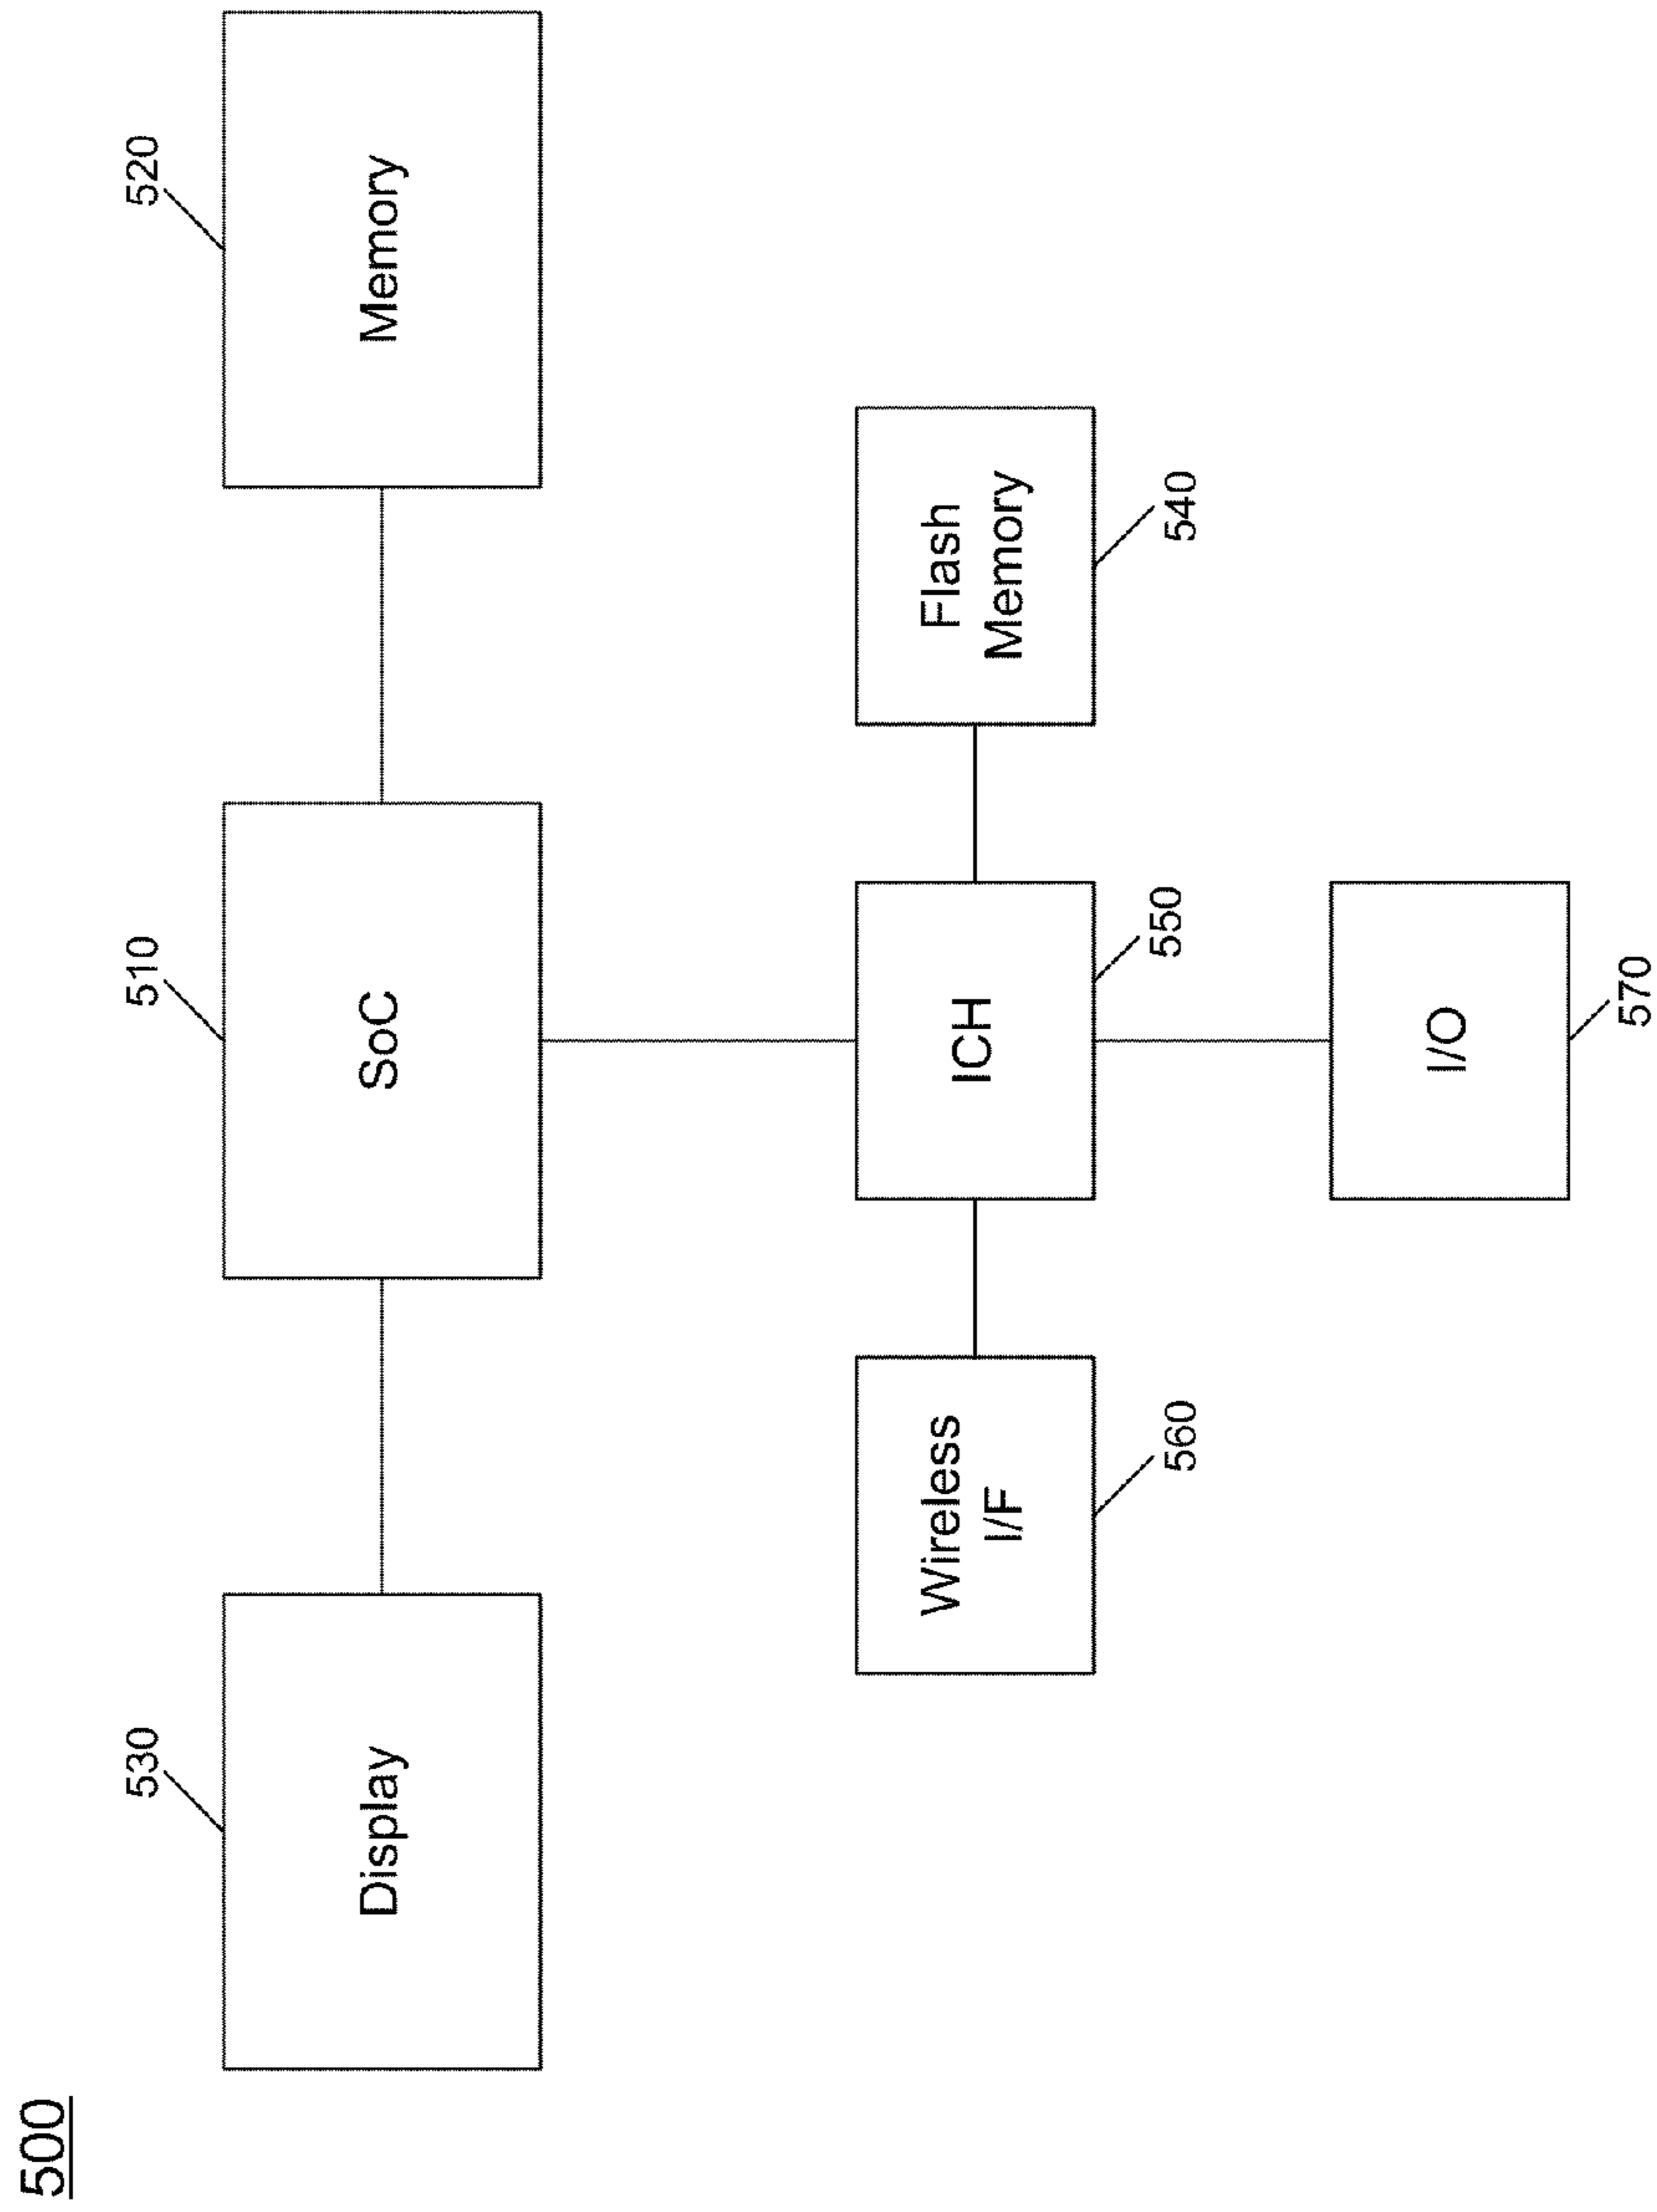 500
530
510
520
Display
SoC
Memory
Wireless
I/F
ICH
Flash
Memory
560
550
540
I/O
570